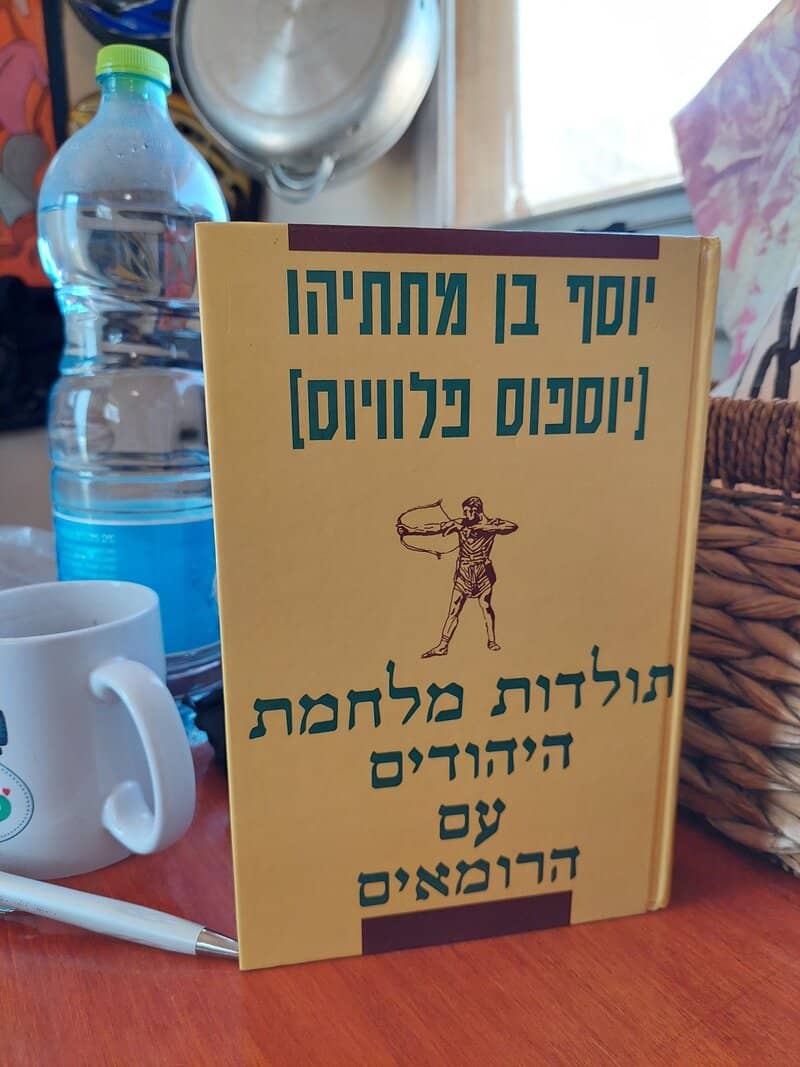 יוסף בן מתתיהו
[יוספוס פלוויוס]
תולדות מלחמת
היהודים
עם
הרומאים